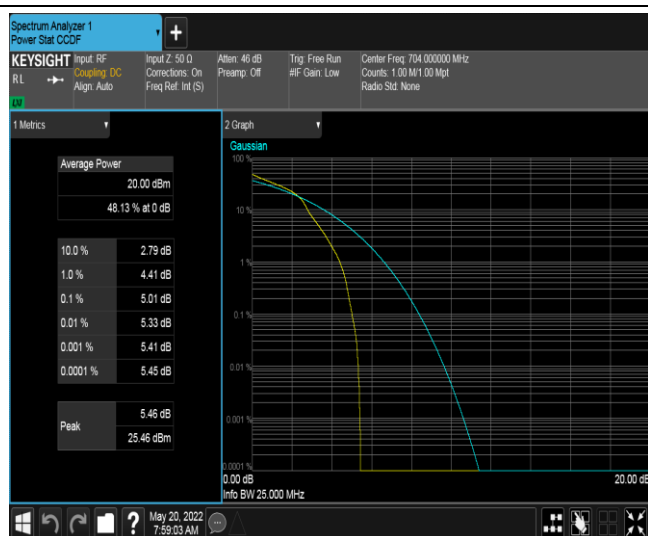 Spectrum Analyzer 1
Power Stat CCDF
+
KEYSIGHT
RL
LXI
Input: RF
Coupling: DC
Align: Auto
Input Z: 50 Ω
Corrections: On
Freq Ref: Int (S)
Atten: 46 dB
Preamp: Off
Trig: Free Run
#IF Gain: Low
Center Freq: 704.000000 MHz
Counts: 1.00 M/1.00 Mpt
Radio Std: None
1 Metrics
Average Power
20.00 dBm
48.13 % at 0 dB
10.0 % 2.79 dB
1.0 % 4.41 dB
0.1 % 5.01 dB
0.01 % 5.33 dB
0.001 % 5.41 dB
0.0001 % 5.45 dB
Peak
5.46 dB
25.46 dBm
2 Graph
Gaussian
100 %
10 %
1 %
0.1 %
0.01 %
0.001 %
0.0001 %
0.00 dB 20.00 dB
Info BW 25.000 MHz
?
May 20, 2022
7:59:03 AM